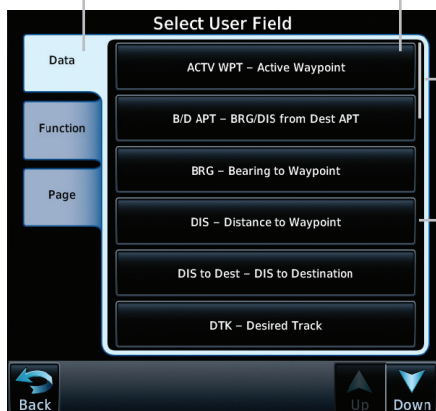 Select User Field
Data
Function
Page
ACTV WPT – Active Waypoint
B/D APT – BRG/DIS from Dest APT
BRG – Bearing to Waypoint
DIS – Distance to Waypoint
DIS to Dest – DIS to Destination
DTK – Desired Track
Back
Up
Down